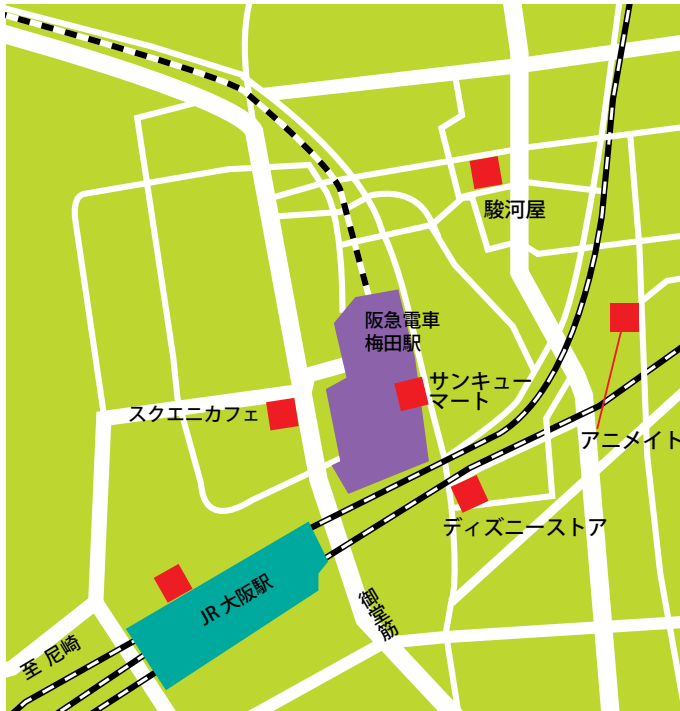 駿河屋
阪急電車
梅田駅
サンキュー
マート
スクエニカフェ
アニメイト
ディズニーストア
JR 大阪駅
御堂筋
至 尼崎